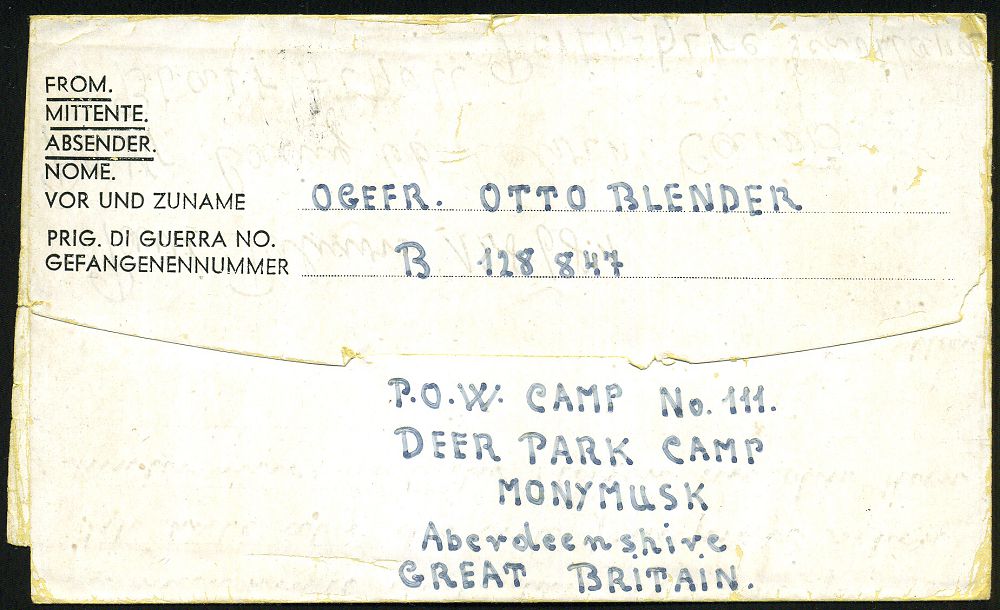 FROM.
MITTENTE.
ABSENDER.
NOME.
VOR UND ZUNAME OGEFR. OTTO BLENDER
PRIG. DI GUERRA NO.
GEFANGENENNUMMER B 128 847
P.O.W. CAMP No. 111.
DEER PARK CAMP
MONYMUSK
Aberdeenshire
GREAT BRITAIN.